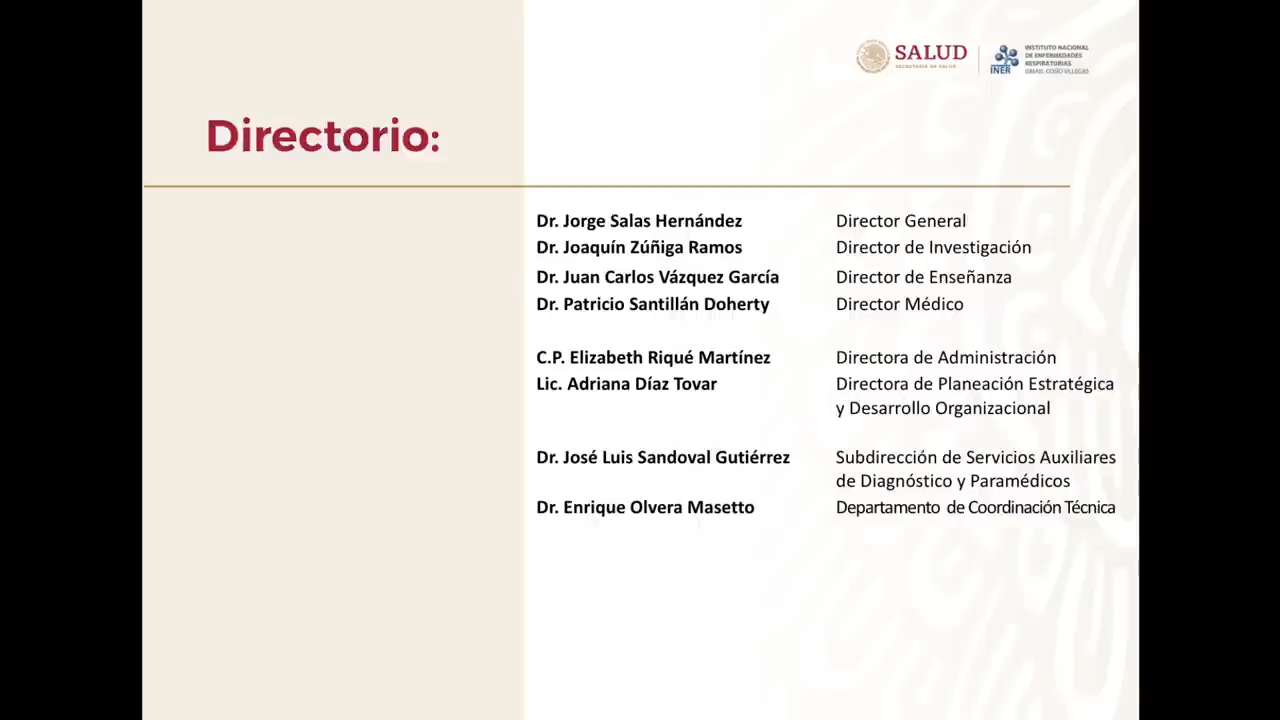 SALUD
SECRETARÍA DE SALUD
INER
INSTITUTO NACIONAL
DE ENFERMEDADES
RESPIRATORIAS
ISMAEL COSÍO VILLEGAS
Directorio:
Dr. Jorge Salas Hernández Director General
Dr. Joaquín Zúñiga Ramos Director de Investigación
Dr. Juan Carlos Vázquez García Director de Enseñanza
Dr. Patricio Santillán Doherty Director Médico
C.P. Elizabeth Riqué Martínez Directora de Administración
Lic. Adriana Díaz Tovar Directora de Planeación Estratégica
y Desarrollo Organizacional
Dr. José Luis Sandoval Gutiérrez Subdirección de Servicios Auxiliares
de Diagnóstico y Paramédicos
Dr. Enrique Olvera Masetto Departamento de Coordinación Técnica